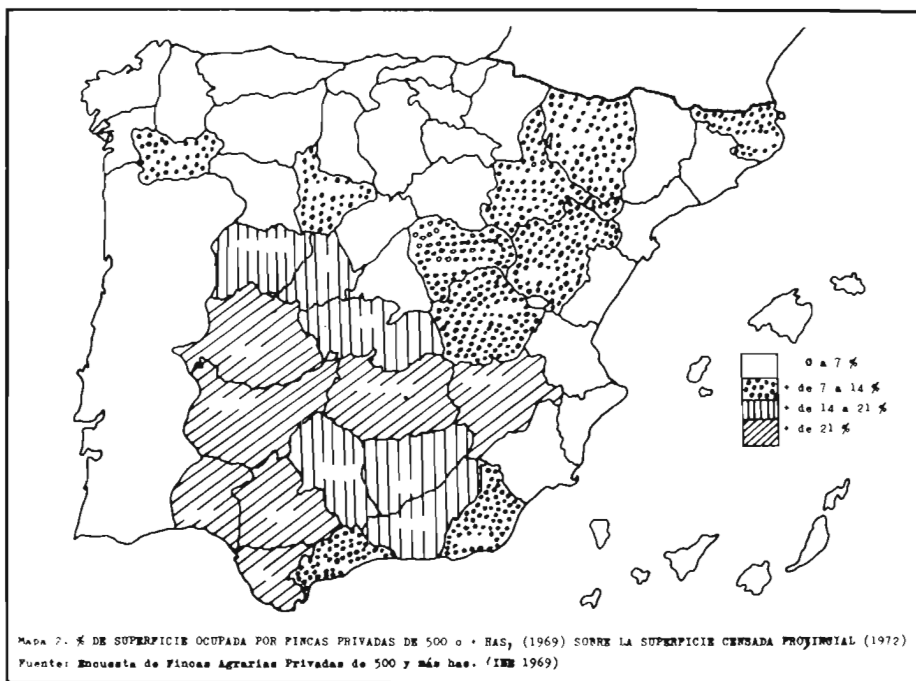 0 a 7 %
+ de 7 a 14 %
+ de 14 a 21 %
+ de 21 %
Mapa 2. % DE SUPERFICIE OCUPADA POR FINCAS PRIVADAS DE 500 o + HAS, (1969) SOBRE LA SUPERFICIE CENSADA PROVINCIAL (1972)
Fuente: Encuesta de Fincas Agrarias Privadas de 500 y más has. (INE 1969)